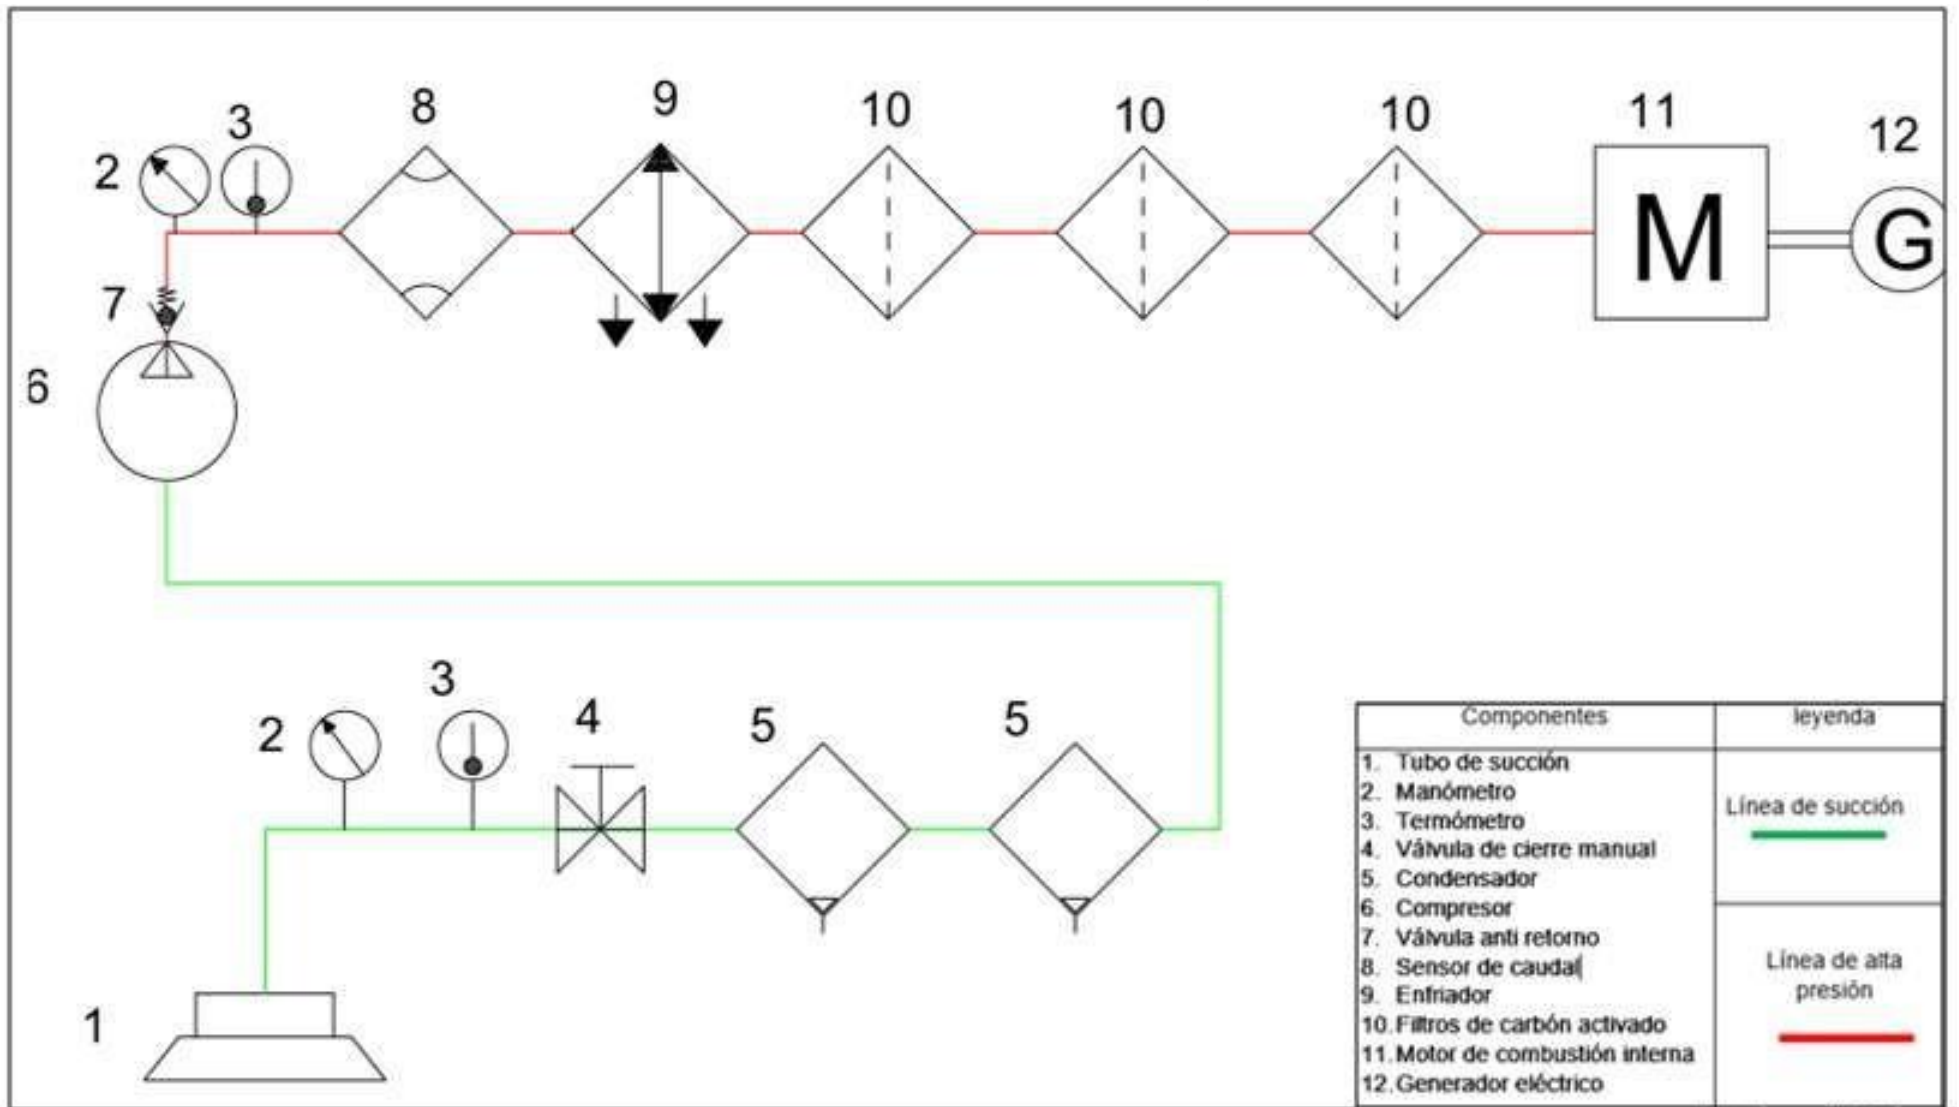 8
9
10
10
10
11
12
3
2
M
G
7
6
3
2
4
5
5
1
Componentes
leyenda
1. Tubo de succión
2. Manómetro
3. Termómetro
4. Válvula de cierre manual
5. Condensador
6. Compresor
7. Válvula anti retorno
8. Sensor de caudal
9. Enfriador
10. Filtros de carbón activado
11. Motor de combustión interna
12. Generador eléctrico
Línea de succión
Línea de alta
presión